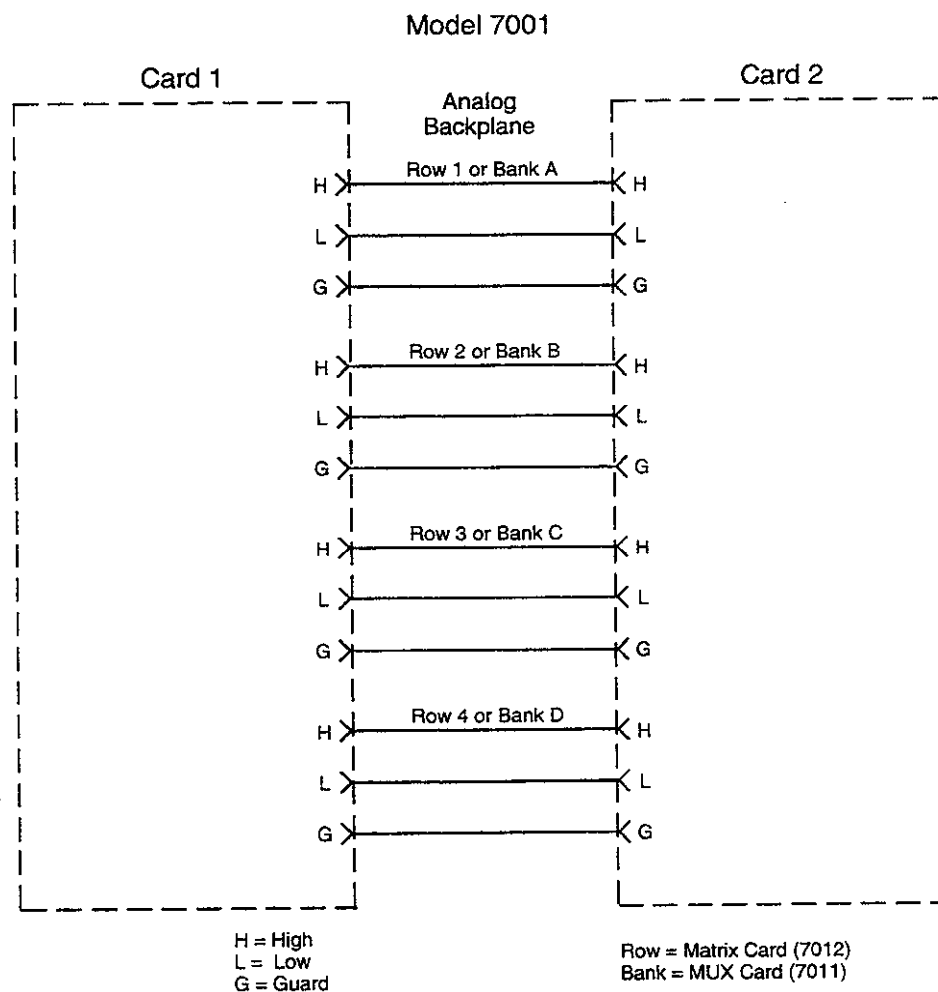 Model 7001
Card 1
Card 2
Analog
Backplane
Row 1 or Bank A
H H
L L
G G
Row 2 or Bank B
H H
L L
G G
Row 3 or Bank C
H H
L L
G G
Row 4 or Bank D
H H
L L
G G
H = High
L = Low
G = Guard
Row = Matrix Card (7012)
Bank = MUX Card (7011)